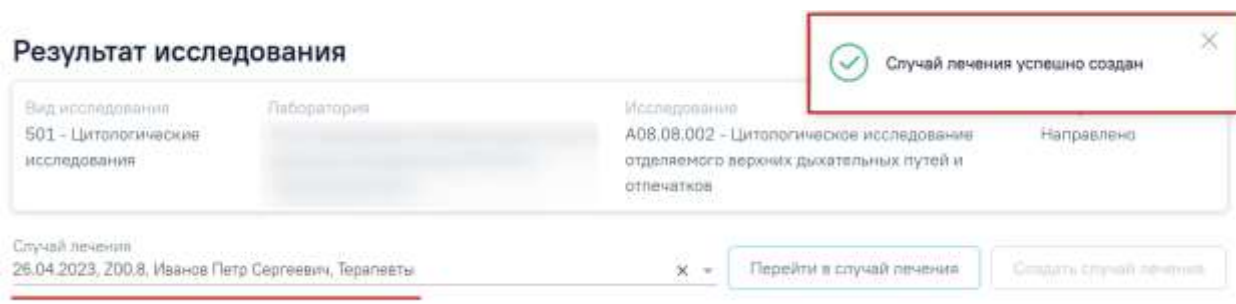 Результат исследования
Случай лечения успешно создан
Вид исследования
Лаборатория
Исследование
501 - Цитологические
исследования
A08.08.002 - Цитологическое исследование
отделяемого верхних дыхательных путей и
отпечатков
Направлено
Случай лечения
26.04.2023, Z00.8, Иванов Петр Сергеевич, Терапевты
Перейти в случай лечения
Создать случай лечения